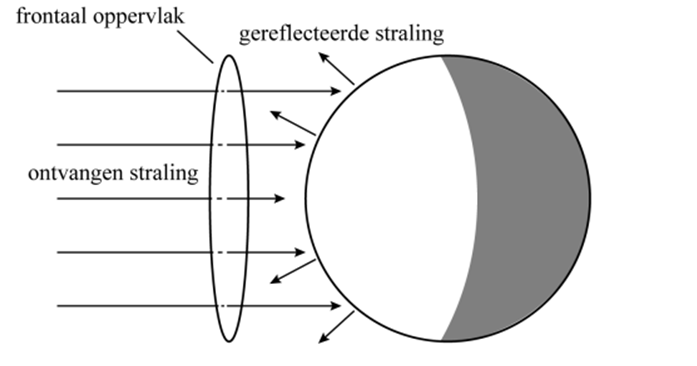 frontaal oppervlak
gereflecteerde straling
ontvangen straling